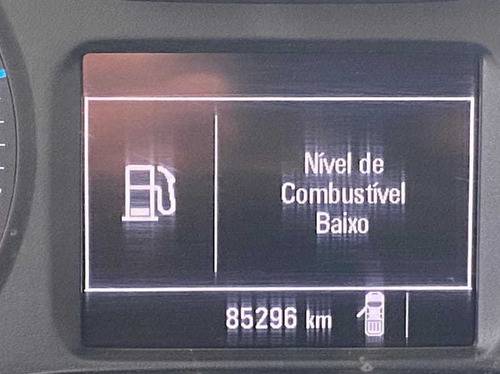 Nível de
Combustível
Baixo
85296 km